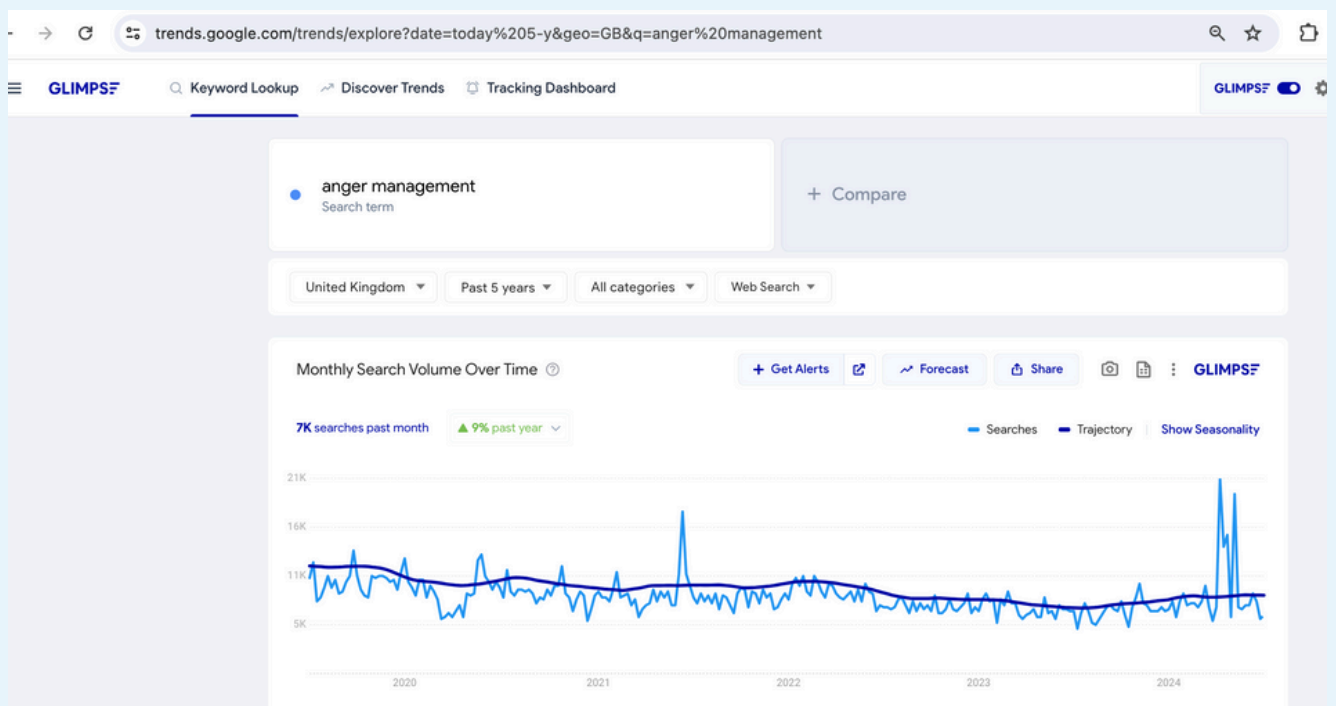 trends.google.com/trends/explore?date=today%205-y&geo=GB&q=anger%20management
GLIMPSE Keyword Lookup Discover Trends Tracking Dashboard GLIMPSE
anger management
Search term
+ Compare
United Kingdom Past 5 years All categories Web Search
Monthly Search Volume Over Time ? + Get Alerts Forecast Share GLIMPSE
7K searches past month 9% past year Searches Trajectory Show Seasonality
21K
16K
11K
5K
2020 2021 2022 2023 2024